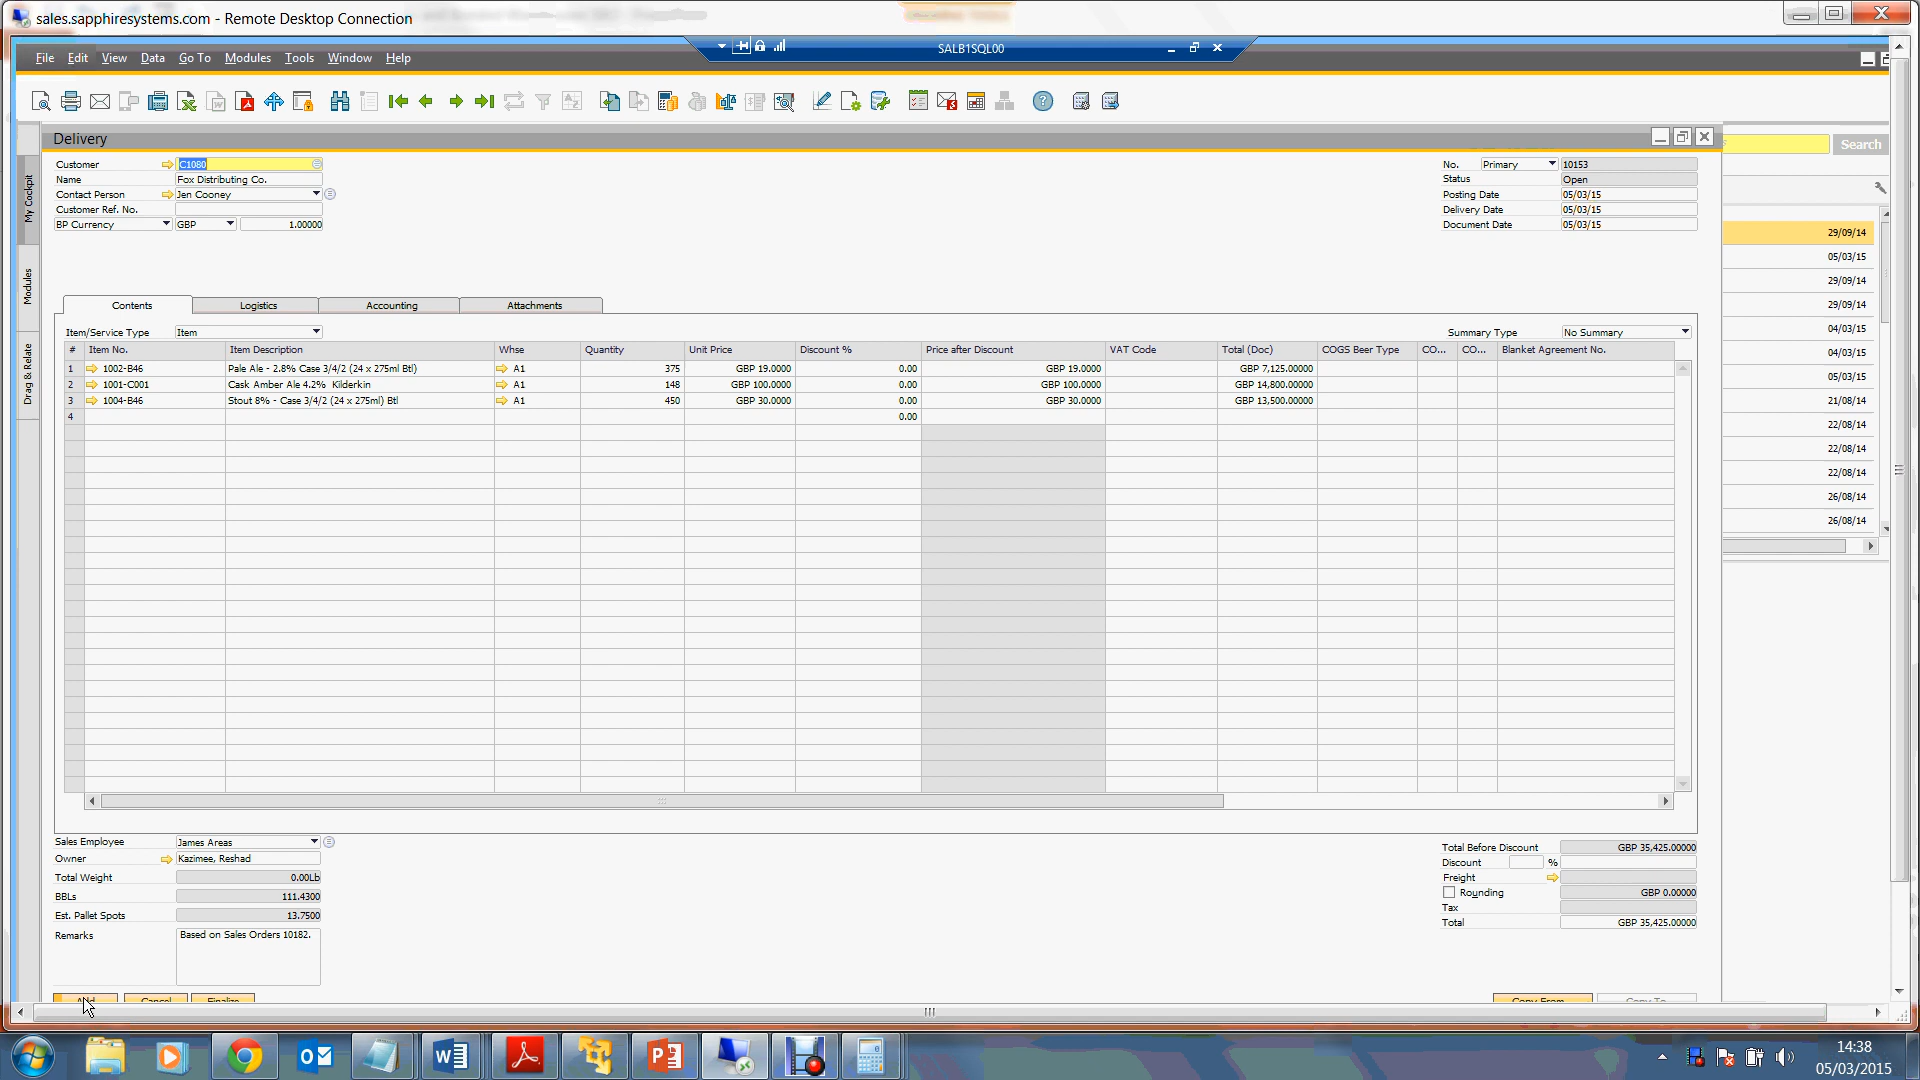 sales.sapphiresystems.com - Remote Desktop Connection
SALB1SQL00
File Edit View Data Go To Modules Tools Window Help
Delivery
Search
My Cockpit
Modules
Drag & Relate
Customer C1080
Name Fox Distributing Co.
Contact Person Jen Cooney
Customer Ref. No.
BP Currency GBP 1.00000
No. Primary 10153
Status Open
Posting Date 05/03/15
Delivery Date 05/03/15
Document Date 05/03/15
29/09/14
05/03/15
29/09/14
29/09/14
04/03/15
04/03/15
05/03/15
21/08/14
22/08/14
22/08/14
22/08/14
26/08/14
26/08/14
Contents Logistics Accounting Attachments
Item/Service Type Item
Summary Type No Summary
# Item No. Item Description Whse Quantity Unit Price Discount % Price after Discount VAT Code Total (Doc) COGS Beer Type CO... CO... Blanket Agreement No.
1 1002-B46 Pale Ale - 2.8% Case 3/4/2 (24 x 275ml Btl) A1 375 GBP 19.0000 0.00 GBP 19.0000 GBP 7,125.00000
2 1001-C001 Cask Amber Ale 4.2% Kilderkin A1 148 GBP 100.0000 0.00 GBP 100.0000 GBP 14,800.00000
3 1004-B46 Stout 8% - Case 3/4/2 (24 x 275ml) Btl A1 450 GBP 30.0000 0.00 GBP 30.0000 GBP 13,500.00000
4 0.00
Sales Employee James Areas
Owner Kazimee, Reshad
Total Weight 0.00Lb
BBLs 111.4300
Est. Pallet Spots 13.7500
Remarks Based on Sales Orders 10182.
Total Before Discount GBP 35,425.00000
Discount %
Freight
Rounding GBP 0.00000
Tax
Total GBP 35,425.00000
Add Cancel Finalize
Copy From Copy To
14:38
05/03/2015